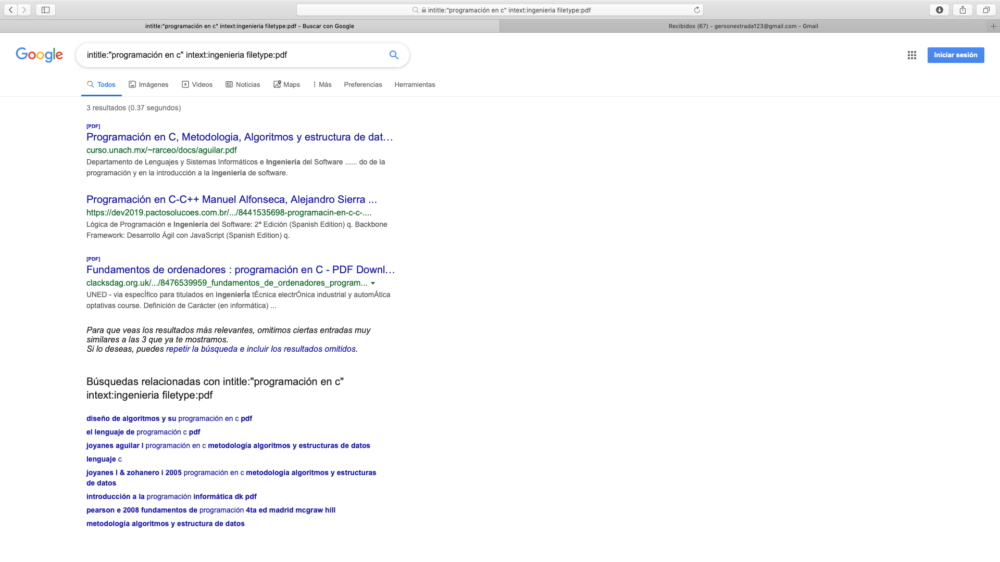 intitle:"programación en c" intext:ingenieria filetype:pdf
intitle:"programación en c" intext:ingenieria filetype:pdf - Buscar con Google
Recibidos (67) - gersonestrada123@gmail.com - Gmail
Google
intitle:"programación en c" intext:ingenieria filetype:pdf
Iniciar sesión
Todos Imágenes Videos Noticias Maps Más Preferencias Herramientas
3 resultados (0.37 segundos)
[PDF]
Programación en C, Metodologia, Algoritmos y estructura de dat...
curso.unach.mx/~rarceo/docs/aguilar.pdf
Departamento de Lenguajes y Sistemas Informáticos e Ingeniería del Software ...... do de la
programación y en la introducción a la ingeniería de software.
Programación en C-C++ Manuel Alfonseca, Alejandro Sierra ...
https://dev2019.pactosolucoes.com.br/.../8441535698-programacin-en-c-c-....
Lógica de Programación e Ingeniería del Software: 2ª Edición (Spanish Edition) q. Backbone
Framework: Desarrollo Ágil con JavaScript (Spanish Edition) q.
[PDF]
Fundamentos de ordenadores : programación en C - PDF Downl...
clacksdag.org.uk/.../8476539959_fundamentos_de_ordenadores_program...
UNED - via especÍfico para titulados en ingenierÍa tÉcnica electrÓnica industrial y automÁtica
optativas course. Definición de Carácter (en informática) ...
Para que veas los resultados más relevantes, omitimos ciertas entradas muy
similares a las 3 que ya te mostramos.
Si lo deseas, puedes repetir la búsqueda e incluir los resultados omitidos.
Búsquedas relacionadas con intitle:"programación en c"
intext:ingenieria filetype:pdf
diseño de algoritmos y su programación en c pdf
el lenguaje de programación c pdf
joyanes aguilar l programación en c metodología algoritmos y estructuras de datos
lenguaje c
joyanes l & zohanero i 2005 programación en c metodología algoritmos y estructuras
de datos
introducción a la programación informática dk pdf
pearson e 2008 fundamentos de programación 4ta ed madrid mcgraw hill
metodología algoritmos y estructura de datos